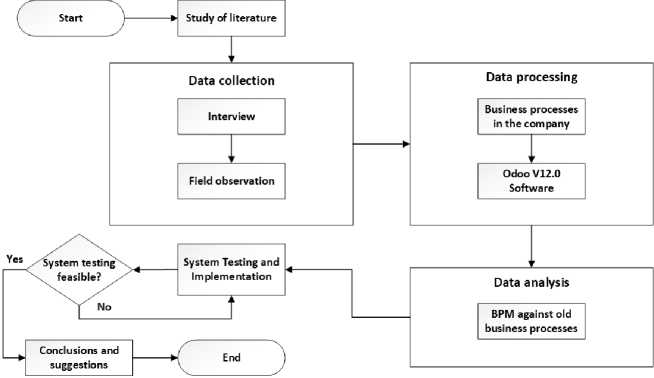 Start
Study of literature
Data collection
Interview
Field observation
Data processing
Business processes
in the company
Odoo V12.0
Software
Data analysis
BPM against old
business processes
System Testing and
Implementation
System testing
feasible?
Yes
No
Conclusions and
suggestions
End